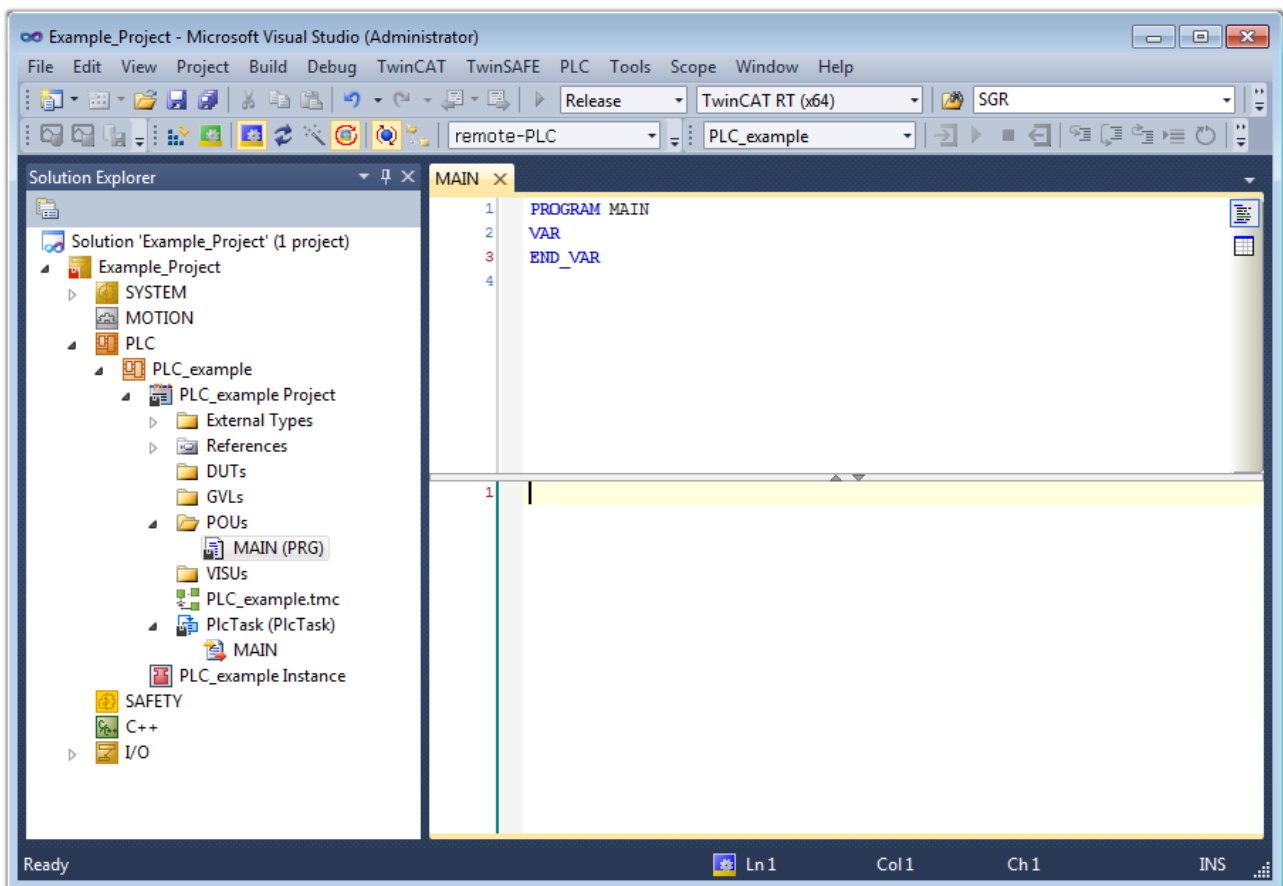 Example_Project - Microsoft Visual Studio (Administrator)
File Edit View Project Build Debug TwinCAT TwinSAFE PLC Tools Scope Window Help
Release TwinCAT RT (x64) SGR
remote-PLC PLC_example
Solution Explorer
Solution 'Example_Project' (1 project)
Example_Project
SYSTEM
MOTION
PLC
PLC_example
PLC_example Project
External Types
References
DUTs
GVLs
POUs
MAIN (PRG)
VISUs
PLC_example.tmc
PlcTask (PlcTask)
MAIN
PLC_example Instance
SAFETY
C++
I/O
MAIN
1 PROGRAM MAIN
2 VAR
3 END_VAR
4
1
Ready Ln 1 Col 1 Ch 1 INS